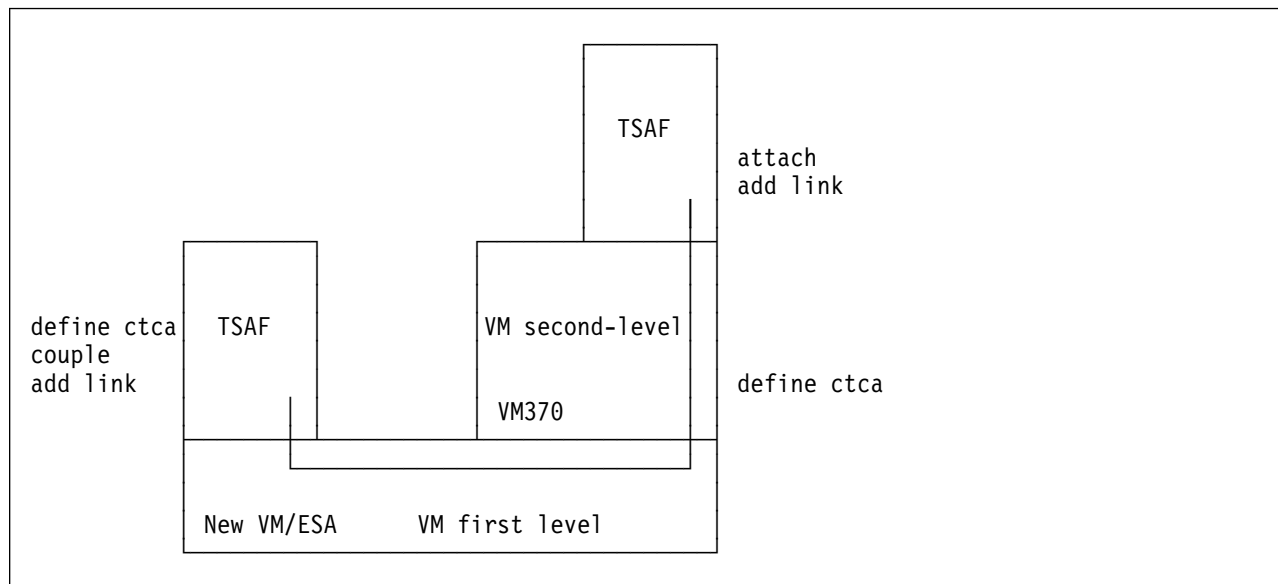 TSAF
attach
add link
define ctca
couple
add link
TSAF
VM second-level
VM370
define ctca
New VM/ESA VM first level